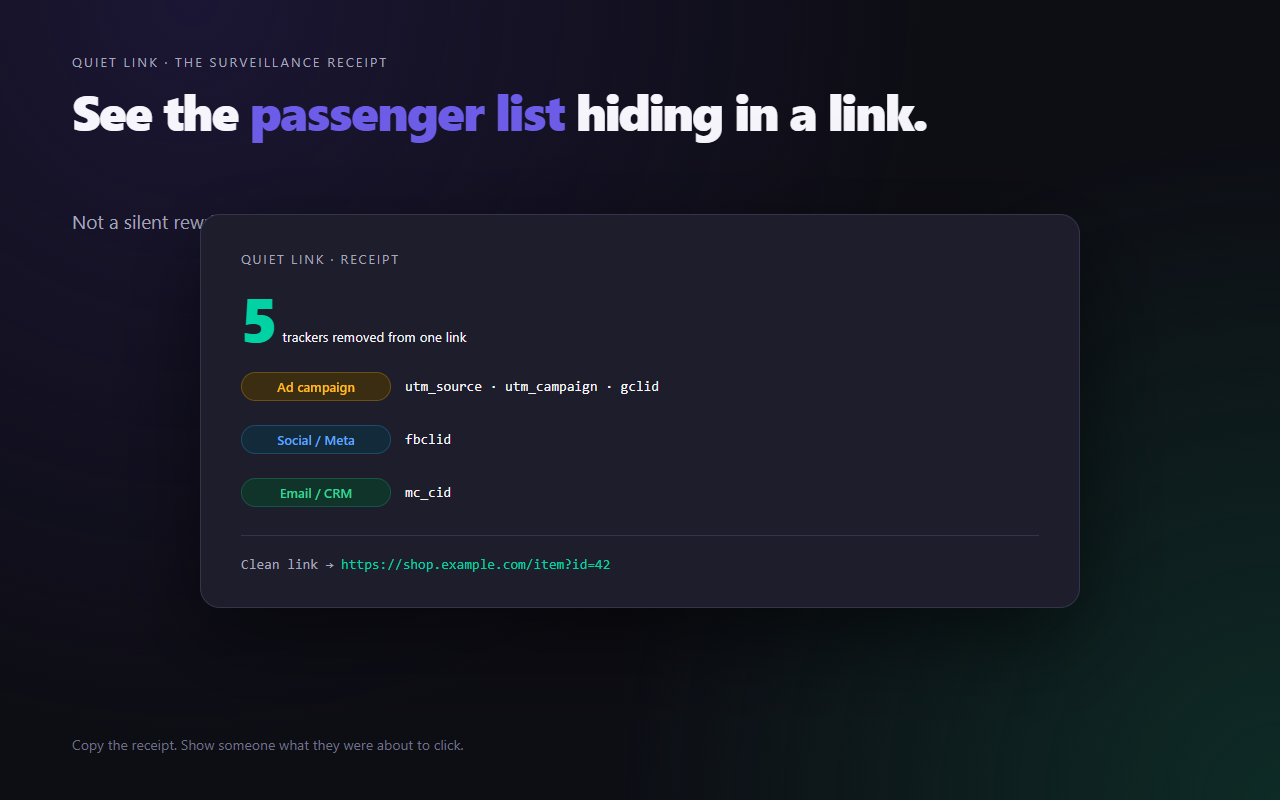 QUIET LINK · THE SURVEILLANCE RECEIPT
See the passenger list hiding in a link.
Not a silent
QUIET LINK · RECEIPT
5 trackers removed from one link
Ad campaign utm_source · utm_campaign · gclid
Social / Meta fbclid
Email / CRM mc_cid
Clean link → https://shop.example.com/item?id=42
Copy the receipt. Show someone what they were about to click.